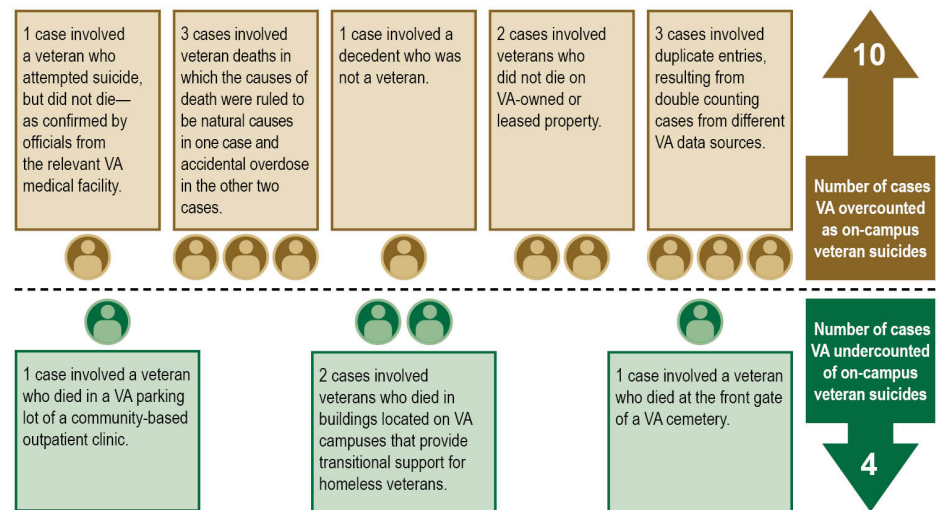 1 case involved
a veteran who
attempted suicide,
but did not die—
as confirmed by
officials from
the relevant VA
medical facility.
3 cases involved
veteran deaths in
which the causes of
death were ruled to
be natural causes
in one case and
accidental overdose
in the other two
cases.
1 case involved a
decedent who was
not a veteran.
2 cases involved
veterans who
did not die on
VA-owned or
leased property.
3 cases involved
duplicate entries,
resulting from
double counting
cases from different
VA data sources.
10
Number of cases
VA overcounted
as on-campus
veteran suicides
1 case involved a veteran
who died in a VA parking
lot of a community-based
outpatient clinic.
2 cases involved
veterans who died in
buildings located on VA
campuses that provide
transitional support for
homeless veterans.
1 case involved a veteran
who died at the front gate
of a VA cemetery.
Number of cases
VA undercounted
of on-campus
veteran suicides
4